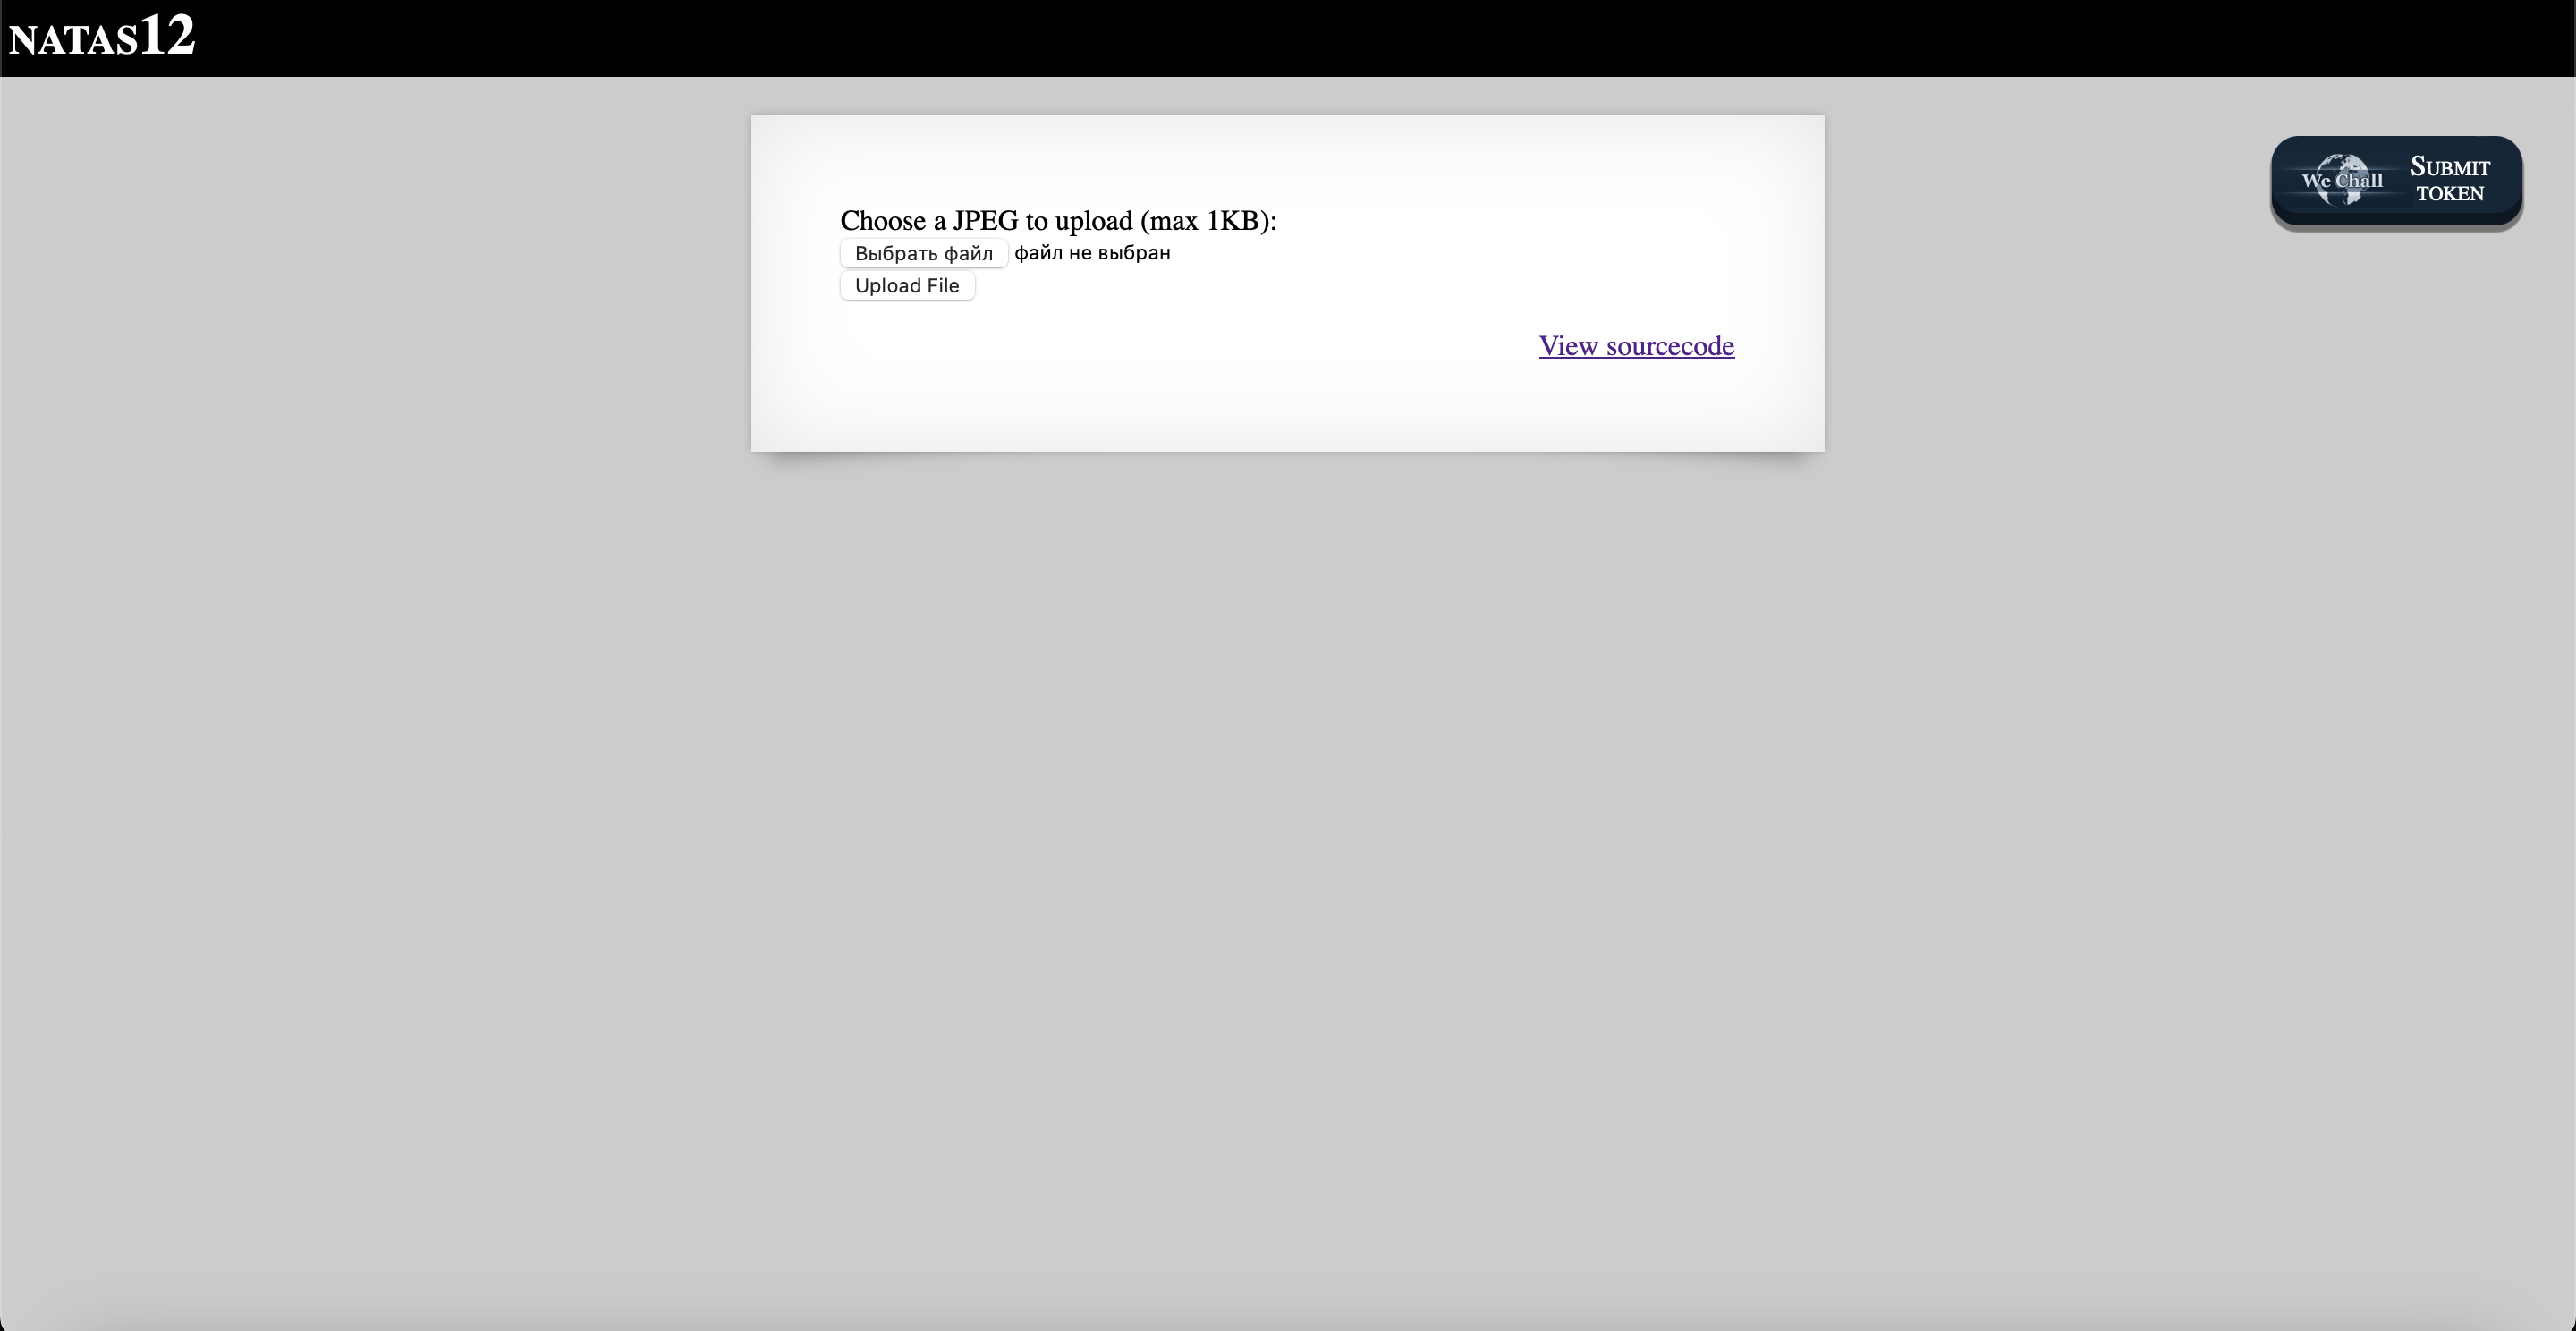 NATAS12
Choose a JPEG to upload (max 1KB):
Выбрать файл файл не выбран
Upload File
View sourcecode
We Chall
SUBMIT
TOKEN